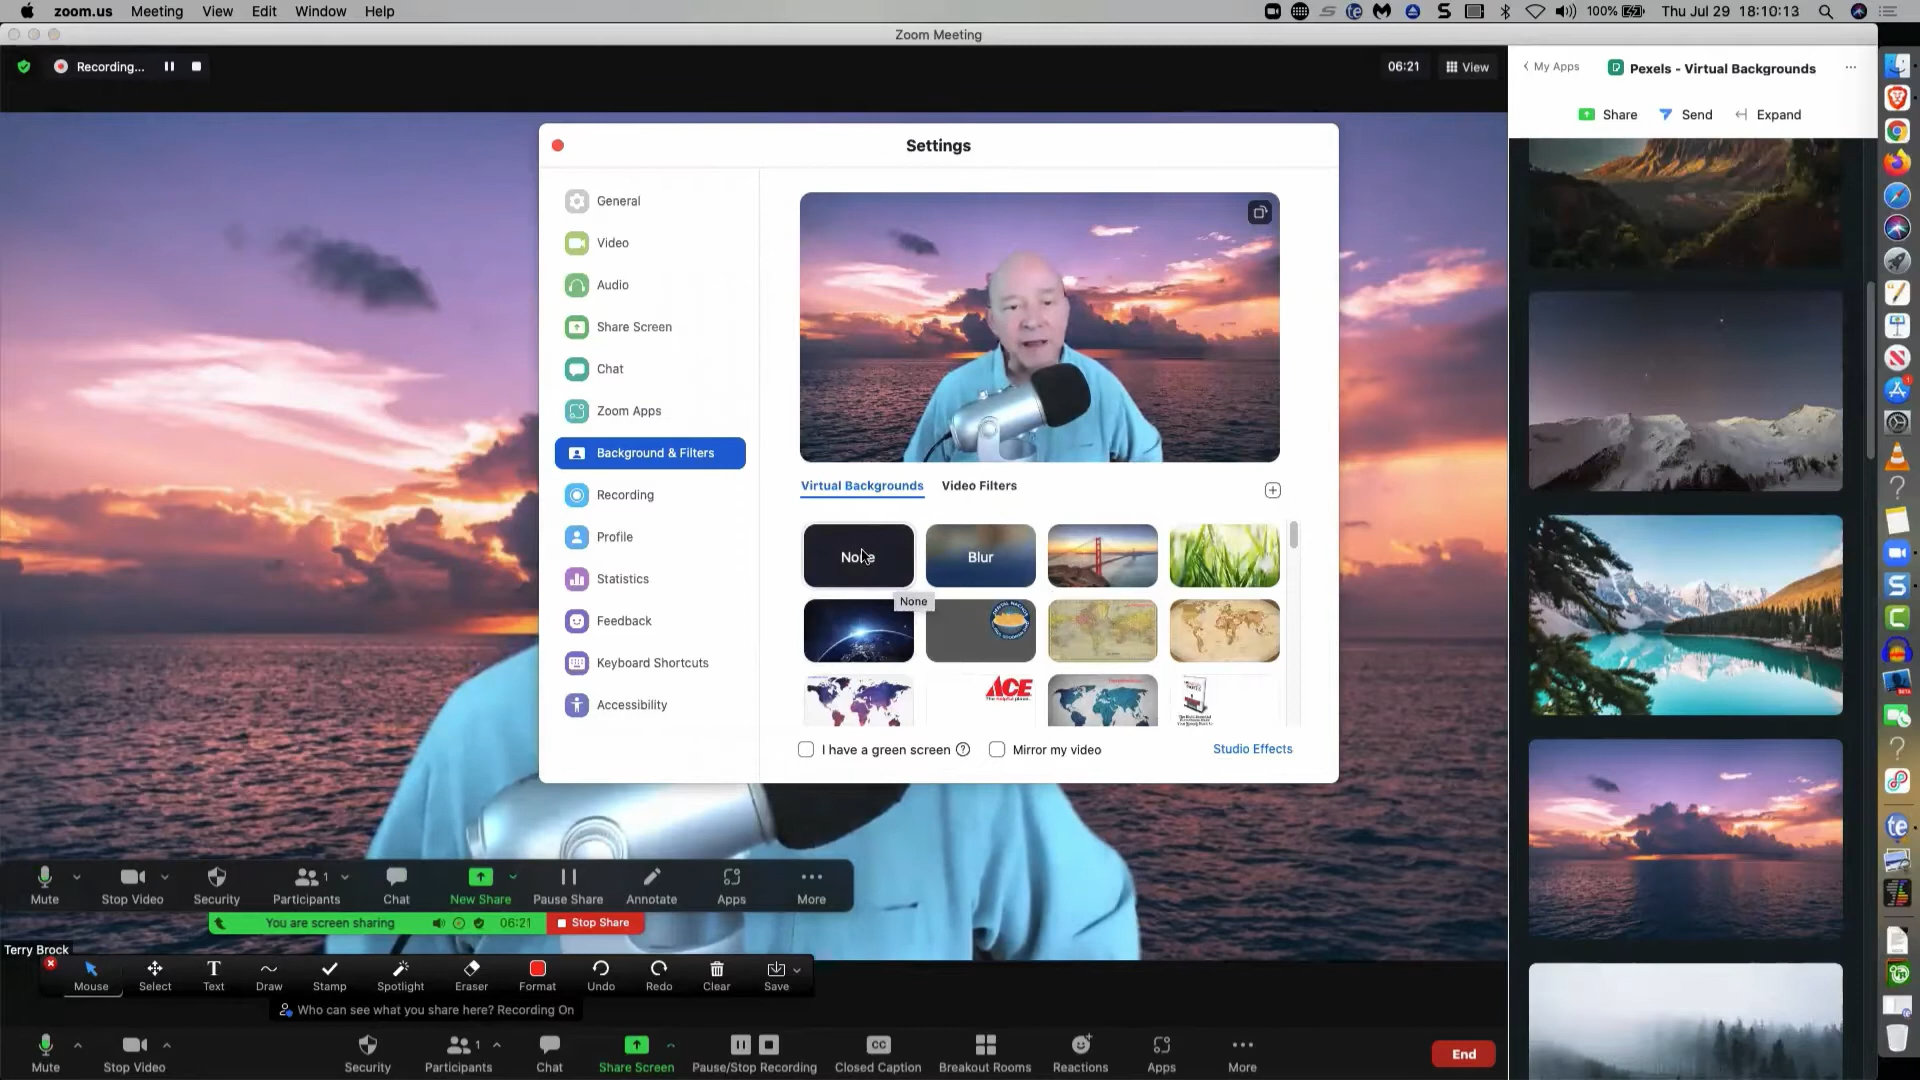 zoom.us Meeting View Edit Window Help
100% Thu Jul 29 18:10:13
Zoom Meeting
Recording...
06:21
View
My Apps
Pexels - Virtual Backgrounds
Share
Send
Expand
Settings
General
Video
Audio
Share Screen
Chat
Zoom Apps
Background & Filters
Recording
Profile
Statistics
Feedback
Keyboard Shortcuts
Accessibility
Virtual Backgrounds
Video Filters
None
Blur
None
ACE
I have a green screen
Mirror my video
Studio Effects
Mute
Stop Video
Security
Participants 1
Chat
New Share
Pause Share
Annotate
Apps
More
You are screen sharing
06:21
Stop Share
Terry Brock
Mouse
Select
Text
Draw
Stamp
Spotlight
Eraser
Format
Undo
Redo
Clear
Save
Who can see what you share here? Recording On
Mute
Stop Video
Security
Participants 1
Chat
Share Screen
Pause/Stop Recording
CC
Closed Caption
Breakout Rooms
Reactions
Apps
More
End